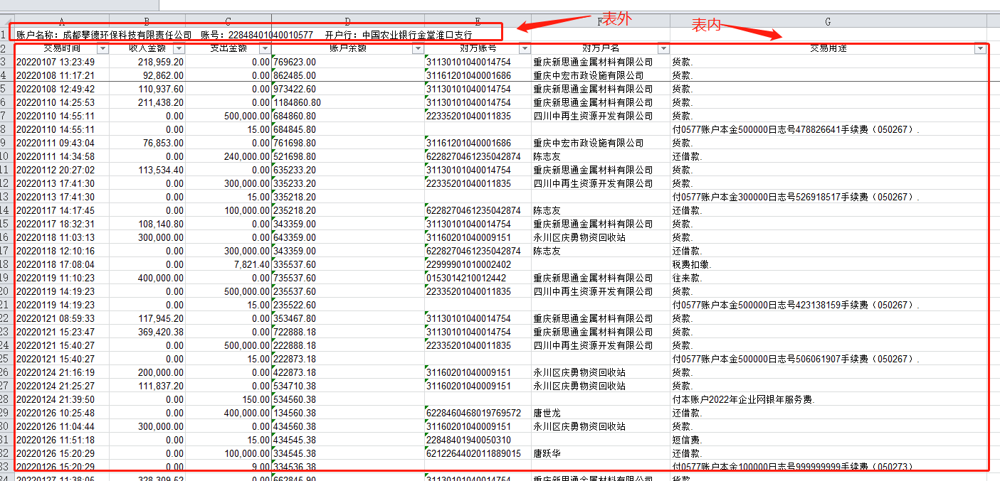 A B C D E F G
表外
表内
1 账户名称：成都攀德环保科技有限责任公司 账号：22848401040010577 开户行：中国农业银行金堂淮口支行
2 交易时间 收入金额 支出金额 账户余额 对方账号 对方户名 交易用途
3 20220107 13:23:49 218,959.20 0.00 769623.00 31130101040014754 重庆新思通金属材料有限公司 货款.
4 20220108 11:17:21 92,862.00 0.00 862485.00 31161201040001686 重庆中宏市政设施有限公司 货款.
5 20220108 12:49:42 110,937.60 0.00 973422.60 31130101040014754 重庆新思通金属材料有限公司 货款.
6 20220110 14:25:53 211,438.20 0.00 1184860.80 31130101040014754 重庆新思通金属材料有限公司 货款.
7 20220110 14:55:11 0.00 500,000.00 684860.80 22335201040011835 四川中再生资源开发有限公司 货款.
8 20220110 14:55:11 0.00 15.00 684845.80 付0577账户本金500000日志号478826641手续费（050267）.
9 20220111 09:43:04 76,853.00 0.00 761698.80 31161201040001686 重庆中宏市政设施有限公司 货款.
10 20220111 14:34:58 0.00 240,000.00 521698.80 6228270461235042874 陈志友 还借款.
11 20220112 20:27:02 113,534.40 0.00 635233.20 31130101040014754 重庆新思通金属材料有限公司 货款.
12 20220113 17:41:30 0.00 300,000.00 335233.20 22335201040011835 四川中再生资源开发有限公司 货款.
13 20220113 17:41:30 0.00 15.00 335218.20 付0577账户本金300000日志号526918517手续费（050267）.
14 20220117 14:17:45 0.00 100,000.00 235218.20 6228270461235042874 陈志友 还借款.
15 20220117 18:32:31 108,140.80 0.00 343359.00 31130101040014754 重庆新思通金属材料有限公司 货款.
16 20220118 11:03:13 300,000.00 0.00 643359.00 31160201040009151 永川区庆勇物资回收站 货款.
17 20220118 12:10:16 0.00 300,000.00 343359.00 6228270461235042874 陈志友 还借款.
18 20220118 17:08:04 0.00 7,821.40 335537.60 22999901010002402 税费扣缴.
19 20220119 11:10:23 400,000.00 0.00 735537.60 0153014210012442 重庆新思通金属材料有限公司 往来款.
20 20220119 14:19:23 0.00 500,000.00 235537.60 22335201040011835 四川中再生资源开发有限公司 货款.
21 20220119 14:19:23 0.00 15.00 235522.60 付0577账户本金500000日志号423138159手续费（050267）.
22 20220121 08:59:33 117,945.20 0.00 353467.80 31130101040014754 重庆新思通金属材料有限公司 货款.
23 20220121 15:23:47 369,420.38 0.00 722888.18 31130101040014754 重庆新思通金属材料有限公司 货款.
24 20220121 15:40:27 0.00 500,000.00 222888.18 22335201040011835 四川中再生资源开发有限公司 货款.
25 20220121 15:40:27 0.00 15.00 222873.18 付0577账户本金500000日志号506061907手续费（050267）.
26 20220124 21:16:19 200,000.00 0.00 422873.18 31160201040009151 永川区庆勇物资回收站 货款.
27 20220124 21:25:27 111,837.20 0.00 534710.38 31160201040009151 永川区庆勇物资回收站 货款.
28 20220124 21:39:50 0.00 150.00 534560.38 付本账户2022年企业网银年服务费.
29 20220126 10:25:48 0.00 400,000.00 134560.38 6228460468019769572 唐世龙 还借款.
30 20220126 11:04:44 300,000.00 0.00 434560.38 31160201040009151 永川区庆勇物资回收站 货款.
31 20220126 11:51:18 0.00 15.00 434545.38 22848401940050310 短信费.
32 20220126 15:20:29 0.00 100,000.00 334545.38 6212264402011889015 唐跃华 还借款.
33 20220126 15:20:29 0.00 9.00 334536.38 付0577账户本金100000日志号999999999手续费（050273）
34 20220127 11:38:05 328,309.52 0.00 662845.90 31130101040014754 重庆新思通金属材料有限公司 货款